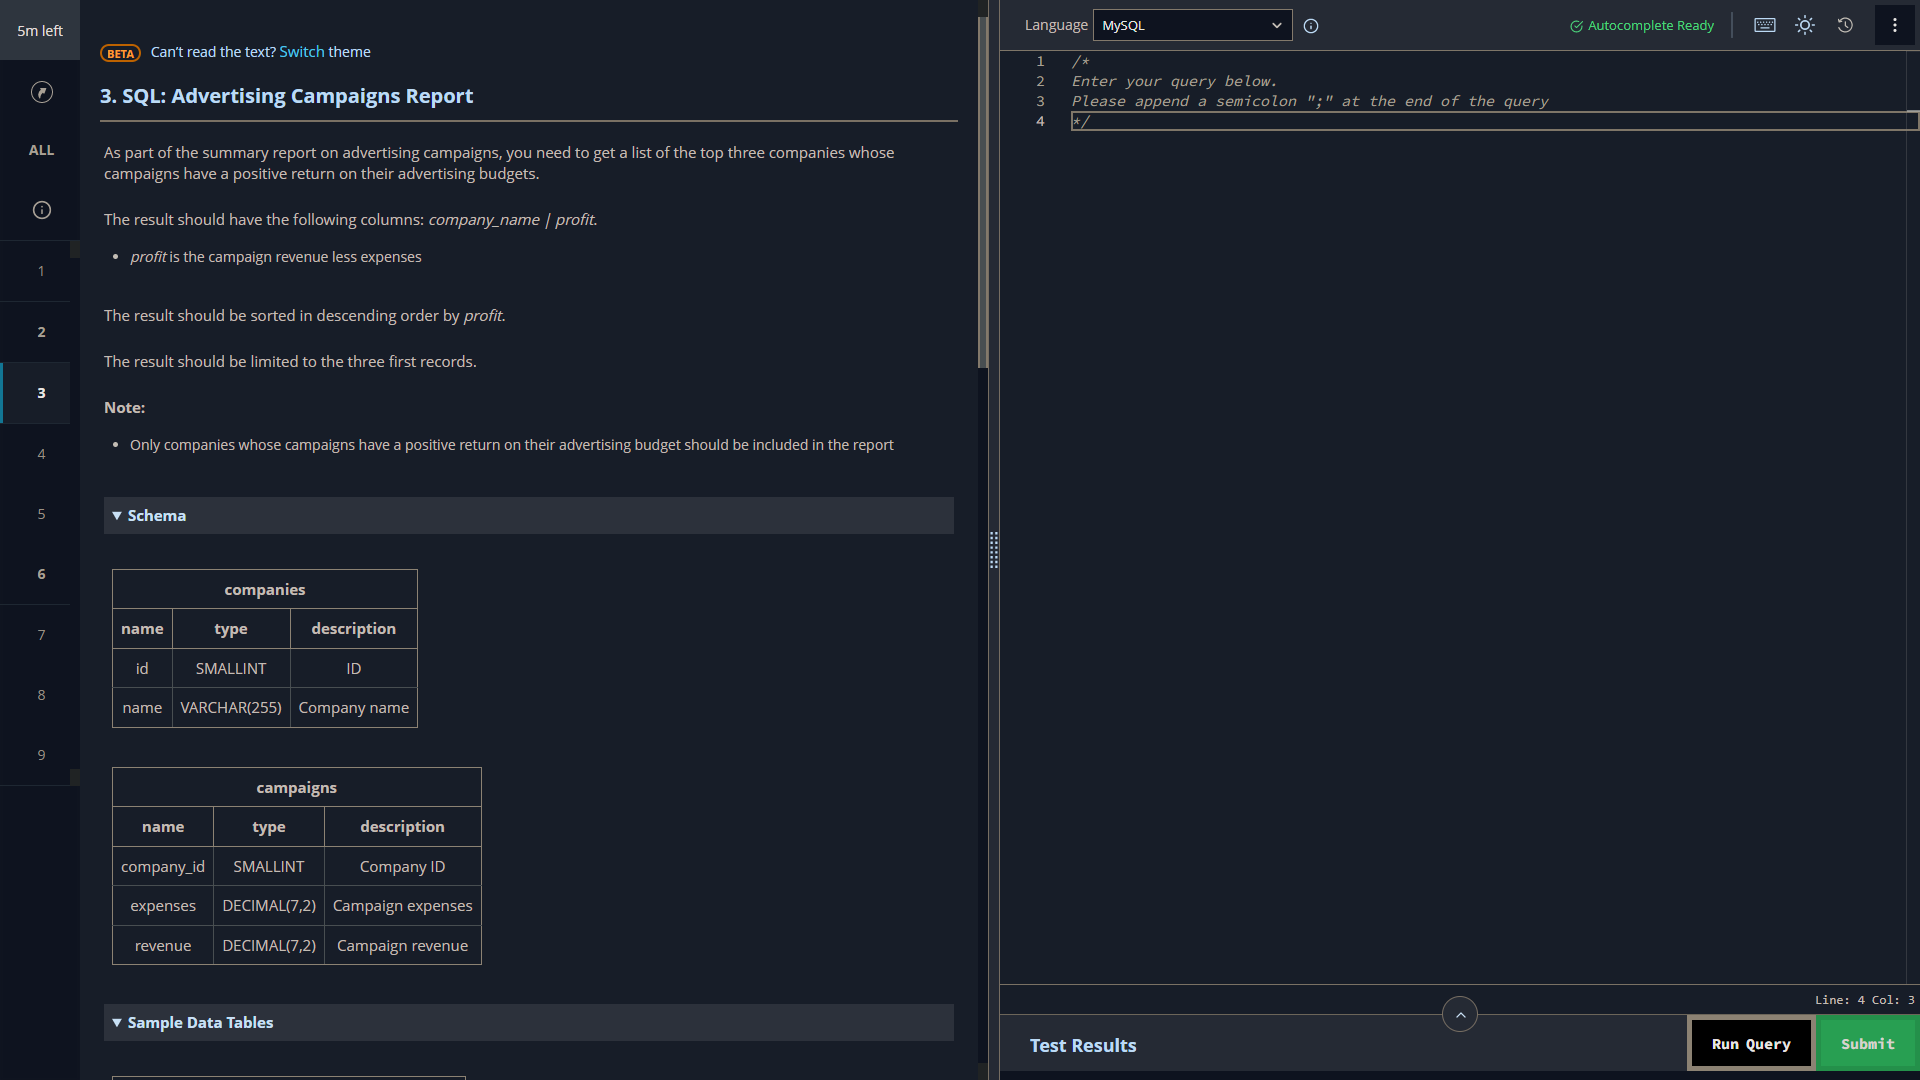 5m left
ALL
1
2
3
4
5
6
7
8
9
BETA Can't read the text? Switch theme
3. SQL: Advertising Campaigns Report
As part of the summary report on advertising campaigns, you need to get a list of the top three companies whose
campaigns have a positive return on their advertising budgets.
The result should have the following columns: company_name | profit.
• profit is the campaign revenue less expenses
The result should be sorted in descending order by profit.
The result should be limited to the three first records.
Note:
• Only companies whose campaigns have a positive return on their advertising budget should be included in the report
▼ Schema
companies
name type description
id SMALLINT ID
name VARCHAR(255) Company name
campaigns
name type description
company_id SMALLINT Company ID
expenses DECIMAL(7,2) Campaign expenses
revenue DECIMAL(7,2) Campaign revenue
▼ Sample Data Tables
Language MySQL Autocomplete Ready
1 /*
2 Enter your query below.
3 Please append a semicolon ";" at the end of the query
4 */
Line: 4 Col: 3
Test Results Run Query Submit